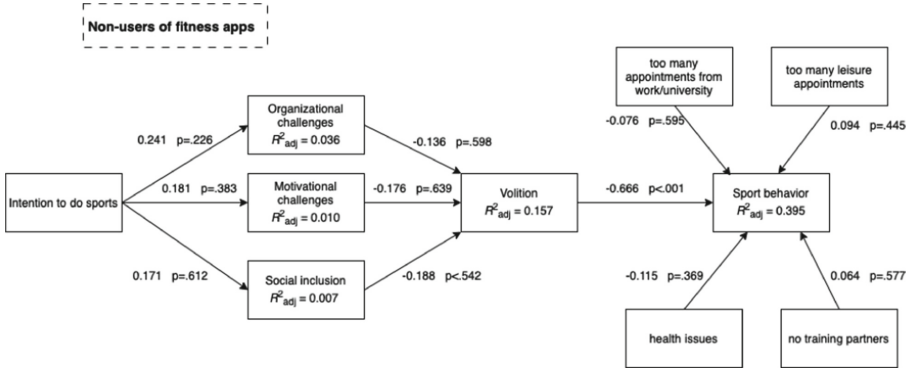 Non-users of fitness apps
too many
appointments from
work/university
too many leisure
appointments
Organizational
challenges
R²adj = 0.036
0.241 p=.226
-0.136 p=.598
-0.076 p=.595
0.094 p=.445
Intention to do sports
0.181 p=.383
Motivational
challenges
R²adj = 0.010
-0.176 p=.639
Volition
R²adj = 0.157
-0.666 p<.001
Sport behavior
R²adj = 0.395
0.171 p=.612
Social inclusion
R²adj = 0.007
-0.188 p<.542
-0.115 p=.369
0.064 p=.577
health issues
no training partners